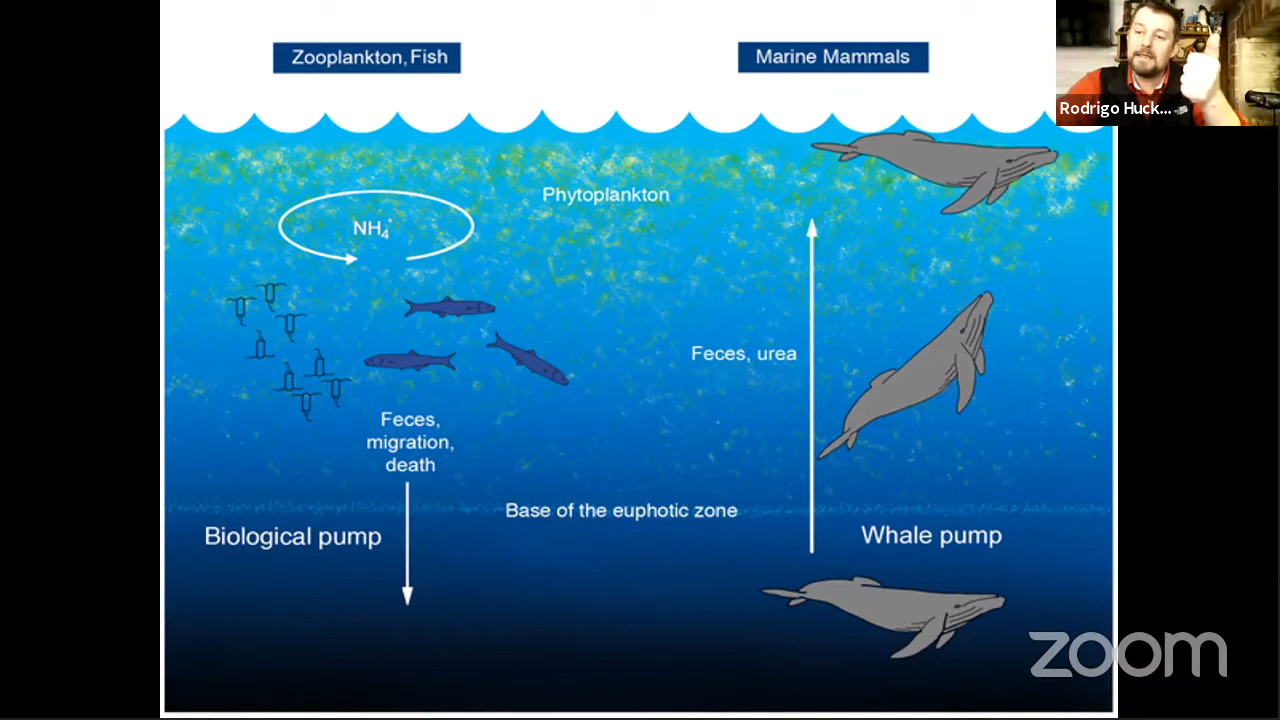 Zooplankton, Fish
Marine Mammals
Rodrigo Huck...
Phytoplankton
NH4+
Feces, urea
Feces,
migration,
death
Base of the euphotic zone
Biological pump
Whale pump
zoom